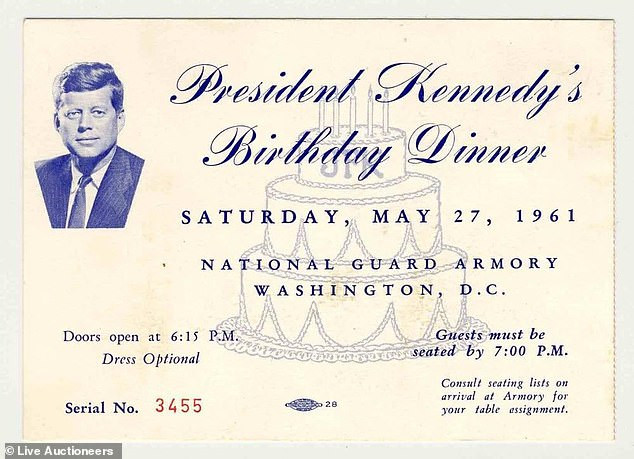 President Kennedy's
Birthday Dinner
JFK
SATURDAY, MAY 27, 1961
NATIONAL GUARD ARMORY
WASHINGTON, D.C.
Doors open at 6:15 P.M.
Dress Optional
Guests must be
seated by 7:00 P.M.
Consult seating lists on
arrival at Armory for
your table assignment.
Serial No. 3455
28
© Live Auctioneers